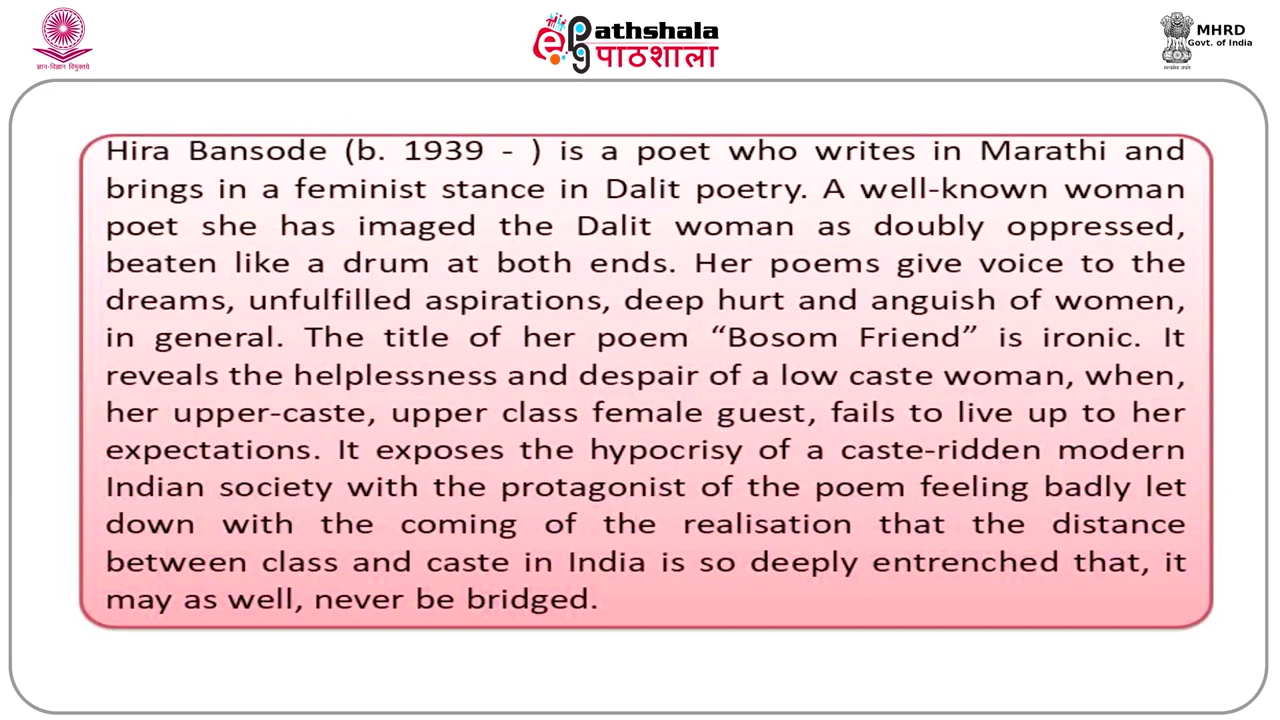 ज्ञान-विज्ञान विमुक्तये
ePG Pathshala
पाठशाला
MHRD
Govt. of India
सत्यमेव जयते
Hira Bansode (b. 1939 - ) is a poet who writes in Marathi and
brings in a feminist stance in Dalit poetry. A well-known woman
poet she has imaged the Dalit woman as doubly oppressed,
beaten like a drum at both ends. Her poems give voice to the
dreams, unfulfilled aspirations, deep hurt and anguish of women,
in general. The title of her poem “Bosom Friend” is ironic. It
reveals the helplessness and despair of a low caste woman, when,
her upper-caste, upper class female guest, fails to live up to her
expectations. It exposes the hypocrisy of a caste-ridden modern
Indian society with the protagonist of the poem feeling badly let
down with the coming of the realisation that the distance
between class and caste in India is so deeply entrenched that, it
may as well, never be bridged.